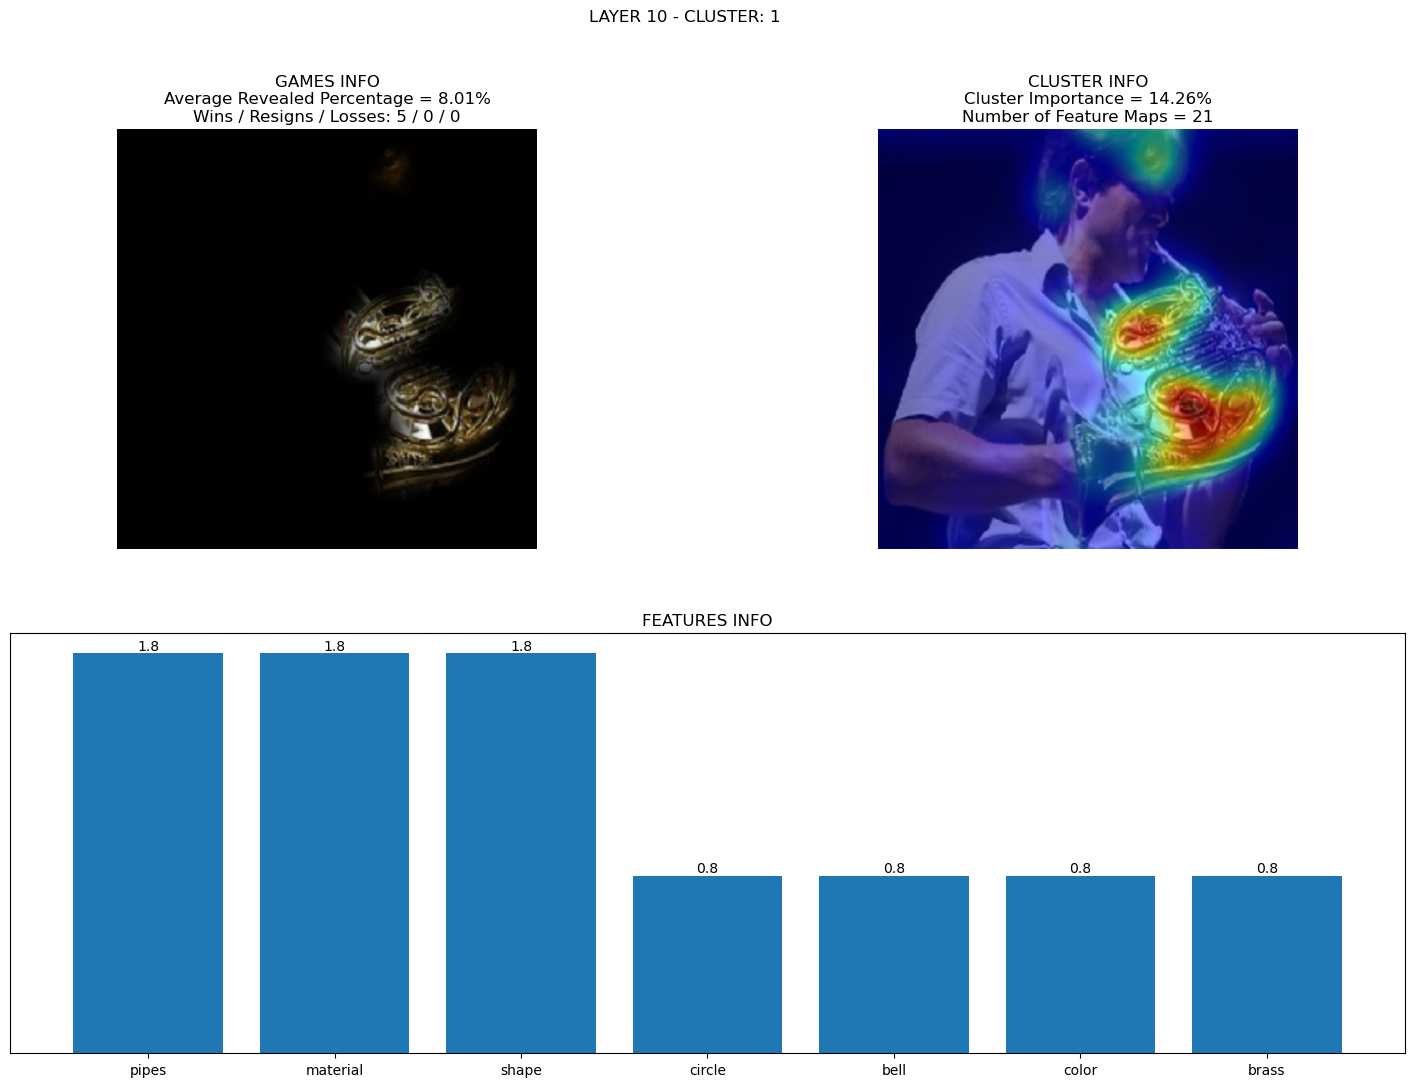 LAYER 10 - CLUSTER: 1
GAMES INFO
Average Revealed Percentage = 8.01%
Wins / Resigns / Losses: 5 / 0 / 0
CLUSTER INFO
Cluster Importance = 14.26%
Number of Feature Maps = 21
FEATURES INFO
1.8 1.8 1.8 0.8 0.8 0.8 0.8
pipes material shape circle bell color brass